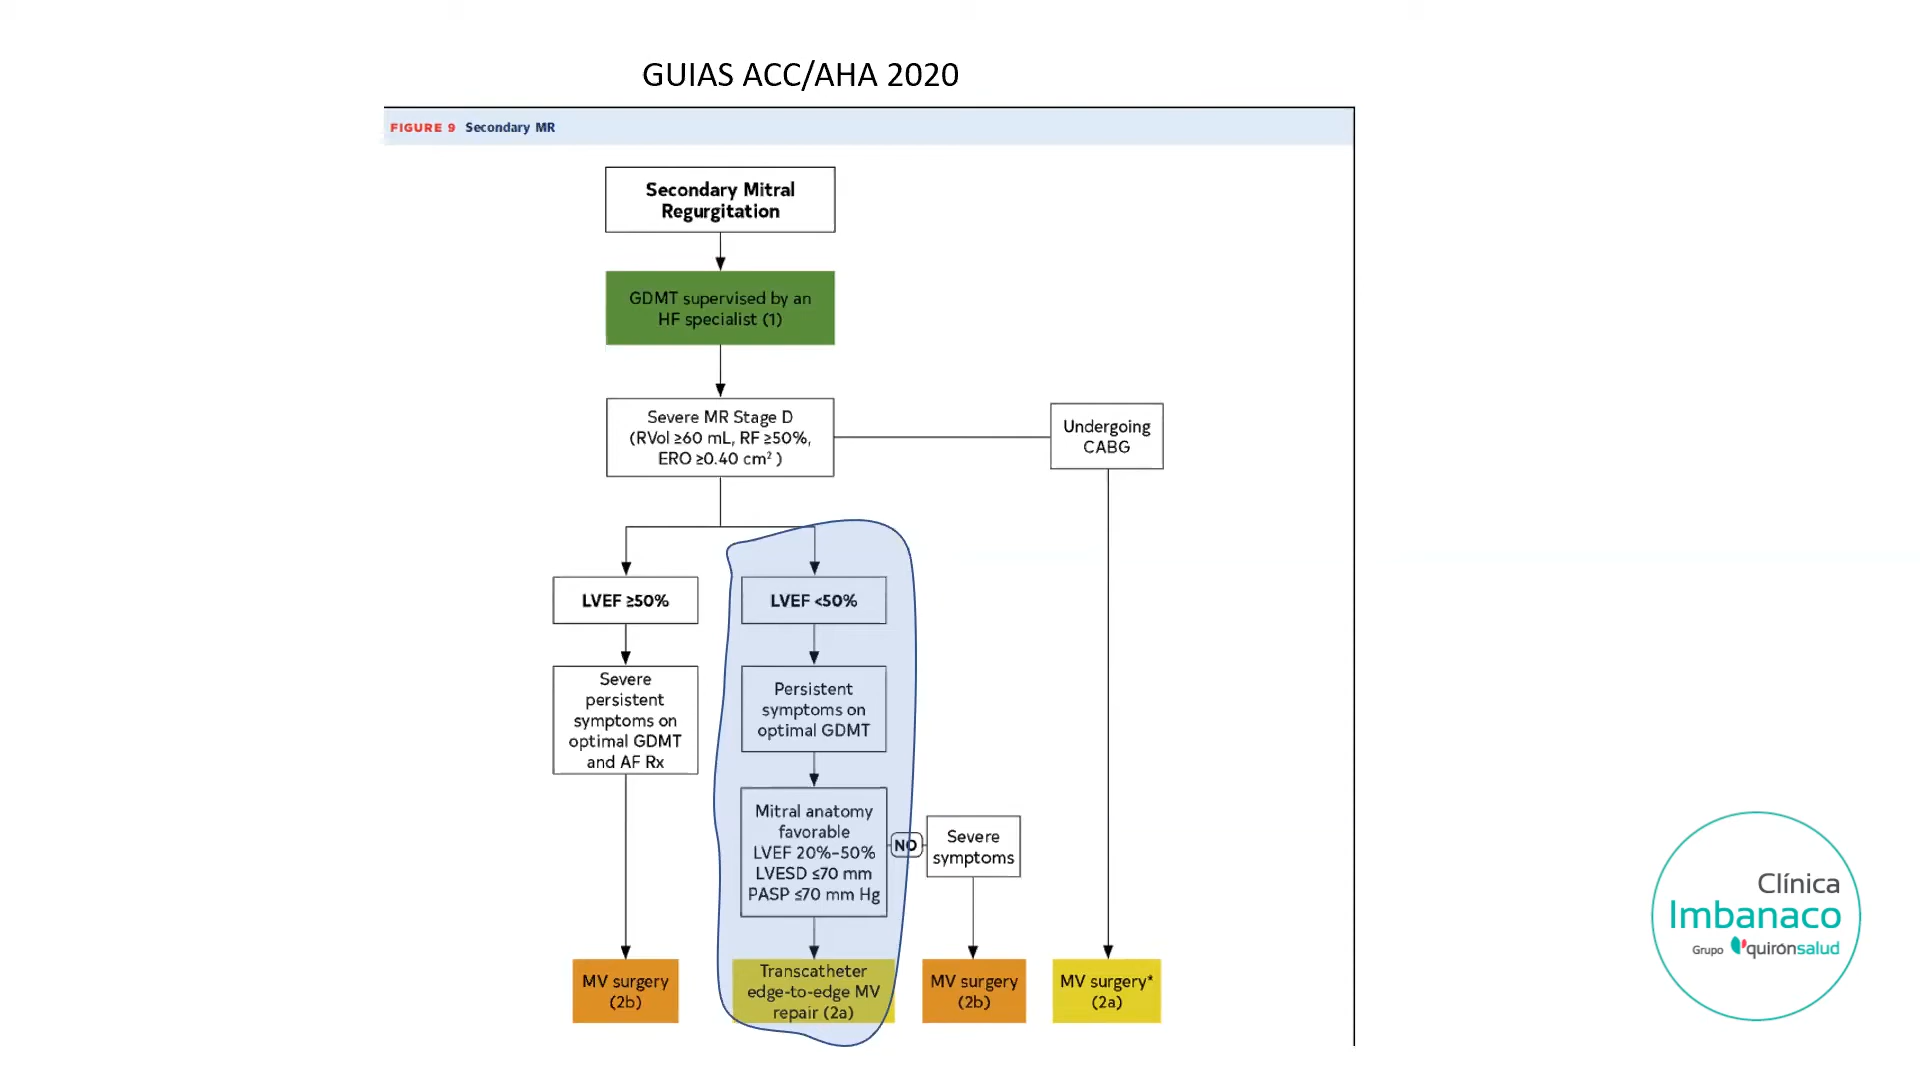 GUIAS ACC/AHA 2020
FIGURE 9 Secondary MR
Secondary Mitral
Regurgitation
GDMT supervised by an
HF specialist (1)
Severe MR Stage D
(RVol ≥60 mL, RF ≥50%,
ERO ≥0.40 cm²)
Undergoing
CABG
LVEF ≥50%
LVEF <50%
Severe
persistent
symptoms on
optimal GDMT
and AF Rx
Persistent
symptoms on
optimal GDMT
Mitral anatomy
favorable
LVEF 20%–50%
LVESD ≤70 mm
PASP ≤70 mm Hg
NO
Severe
symptoms
MV surgery
(2b)
Transcatheter
edge-to-edge MV
repair (2a)
MV surgery
(2b)
MV surgery*
(2a)
Clínica
Imbanaco
Grupo quirónsalud